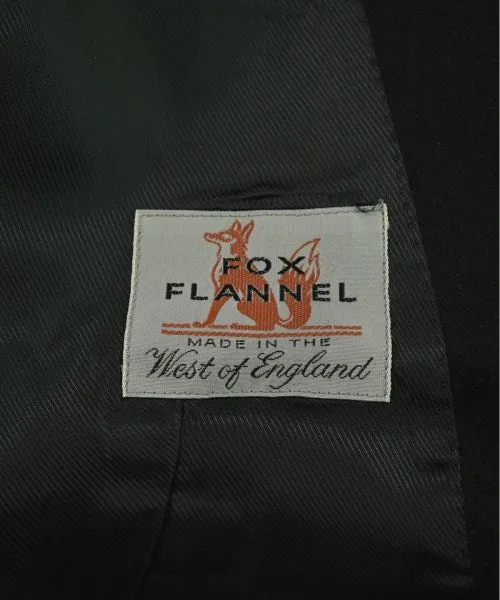 FOX
FLANNEL
MADE IN THE
West of England